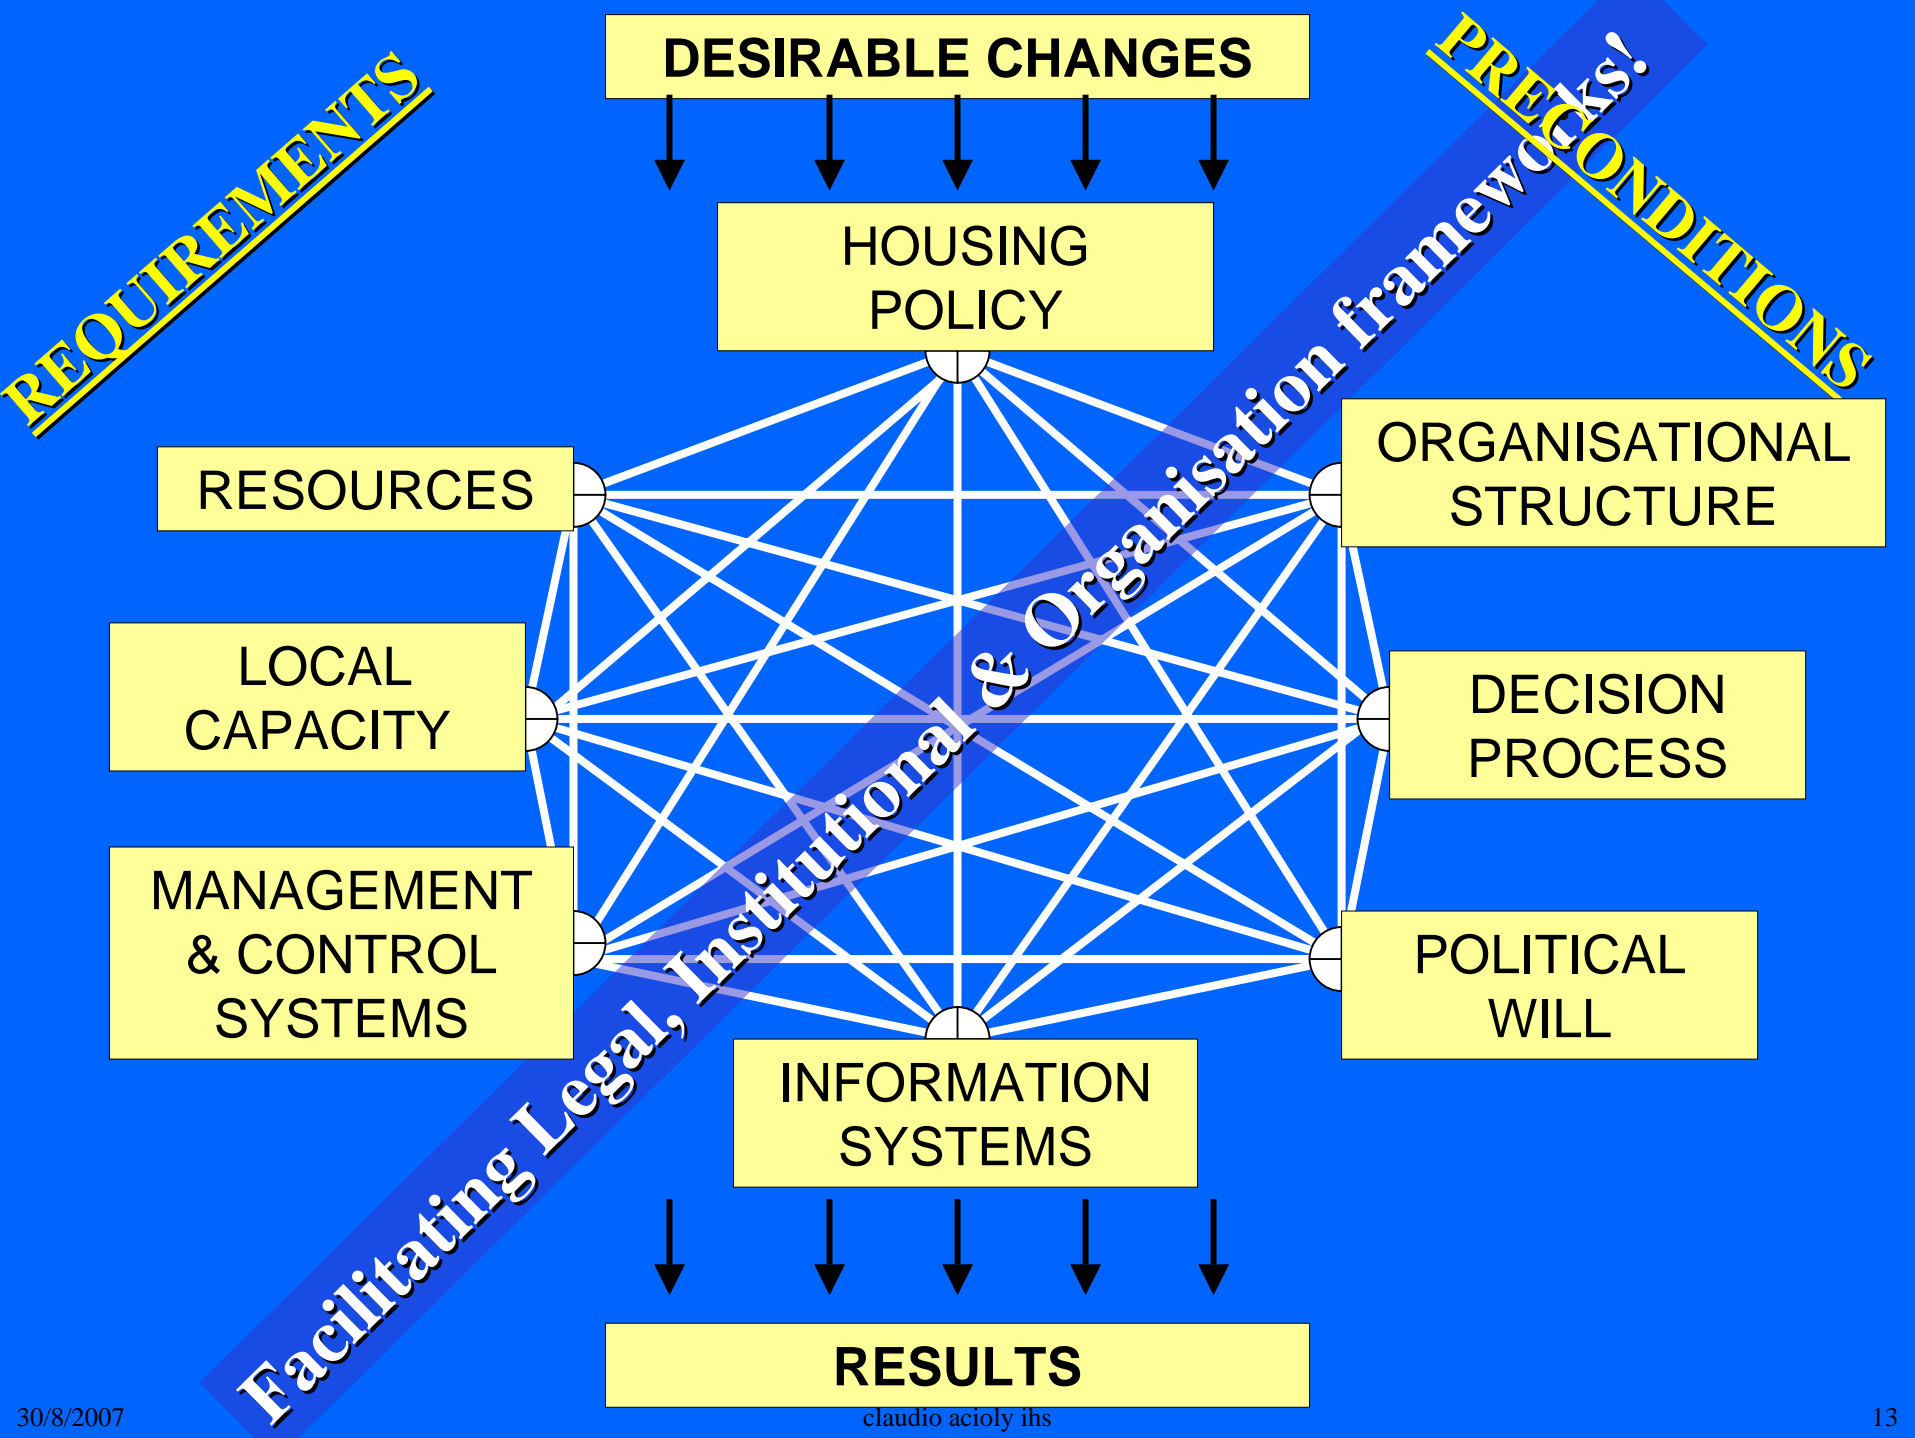 DESIRABLE CHANGES
REQUIREMENTS
PRECONDITIONS
HOUSING
POLICY
RESOURCES
ORGANISATIONAL
STRUCTURE
LOCAL
CAPACITY
DECISION
PROCESS
MANAGEMENT
& CONTROL
SYSTEMS
POLITICAL
WILL
INFORMATION
SYSTEMS
Facilitating Legal, Institutional & Organisation frameworks!
RESULTS
30/8/2007
claudio acioly ihs
13